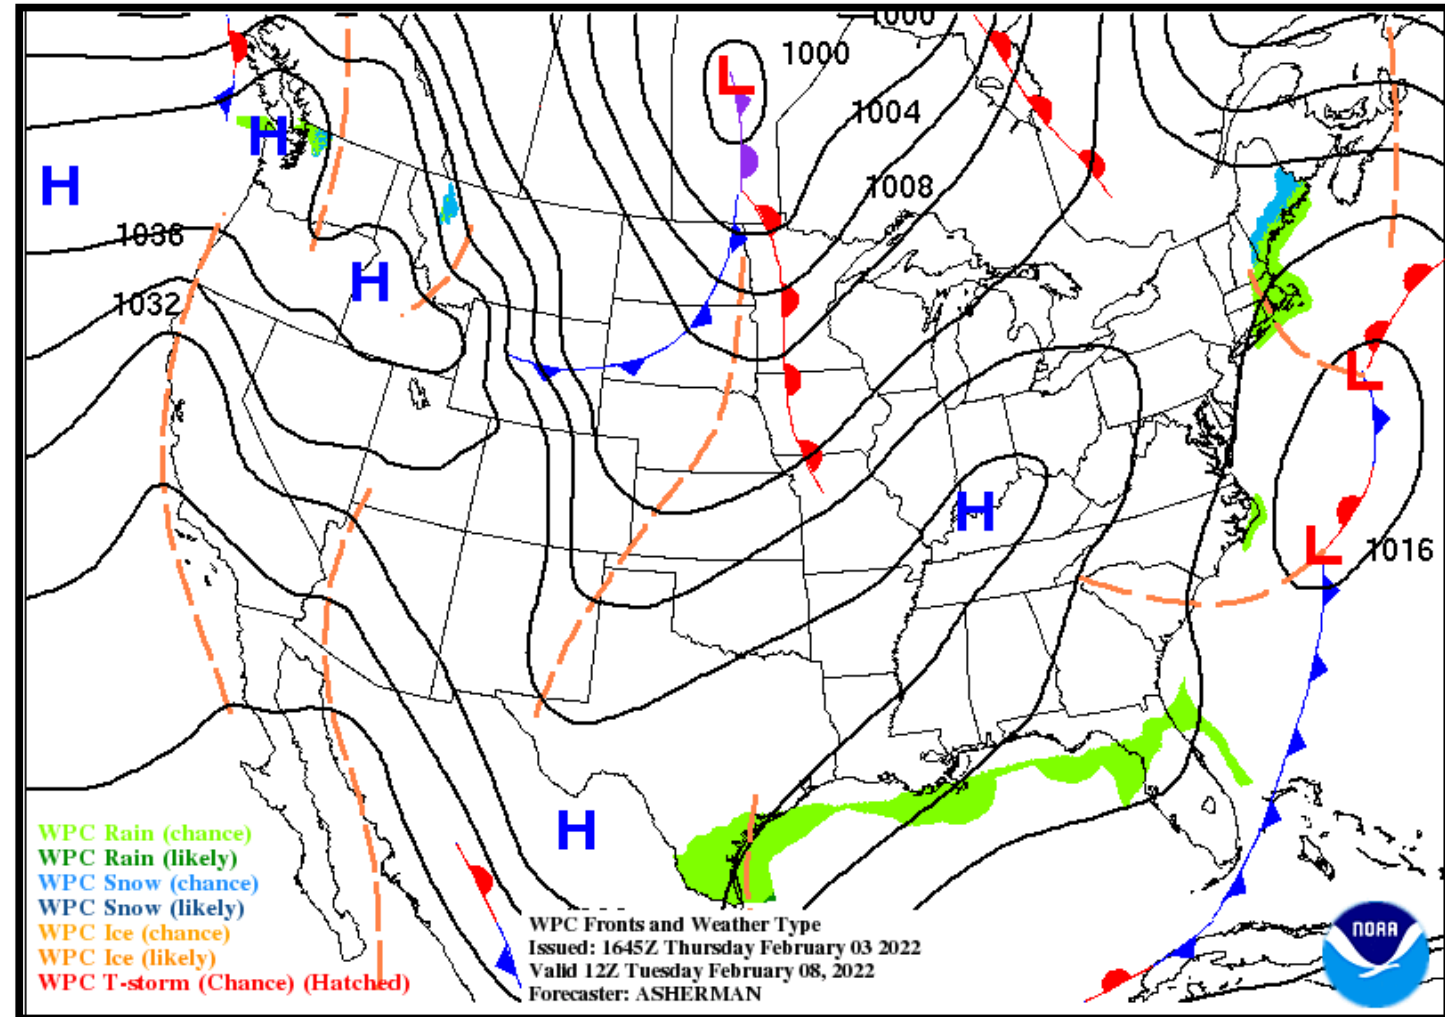 1000
1000
L
1004
H
H
1008
1036
H
1032
L
H
L
1016
H
WPC Rain (chance)
WPC Rain (likely)
WPC Snow (chance)
WPC Snow (likely)
WPC Ice (chance)
WPC Ice (likely)
WPC T-storm (Chance) (Hatched)
WPC Fronts and Weather Type
Issued: 1645Z Thursday February 03 2022
Valid 12Z Tuesday February 08, 2022
Forecaster: ASHERMAN
NOAA